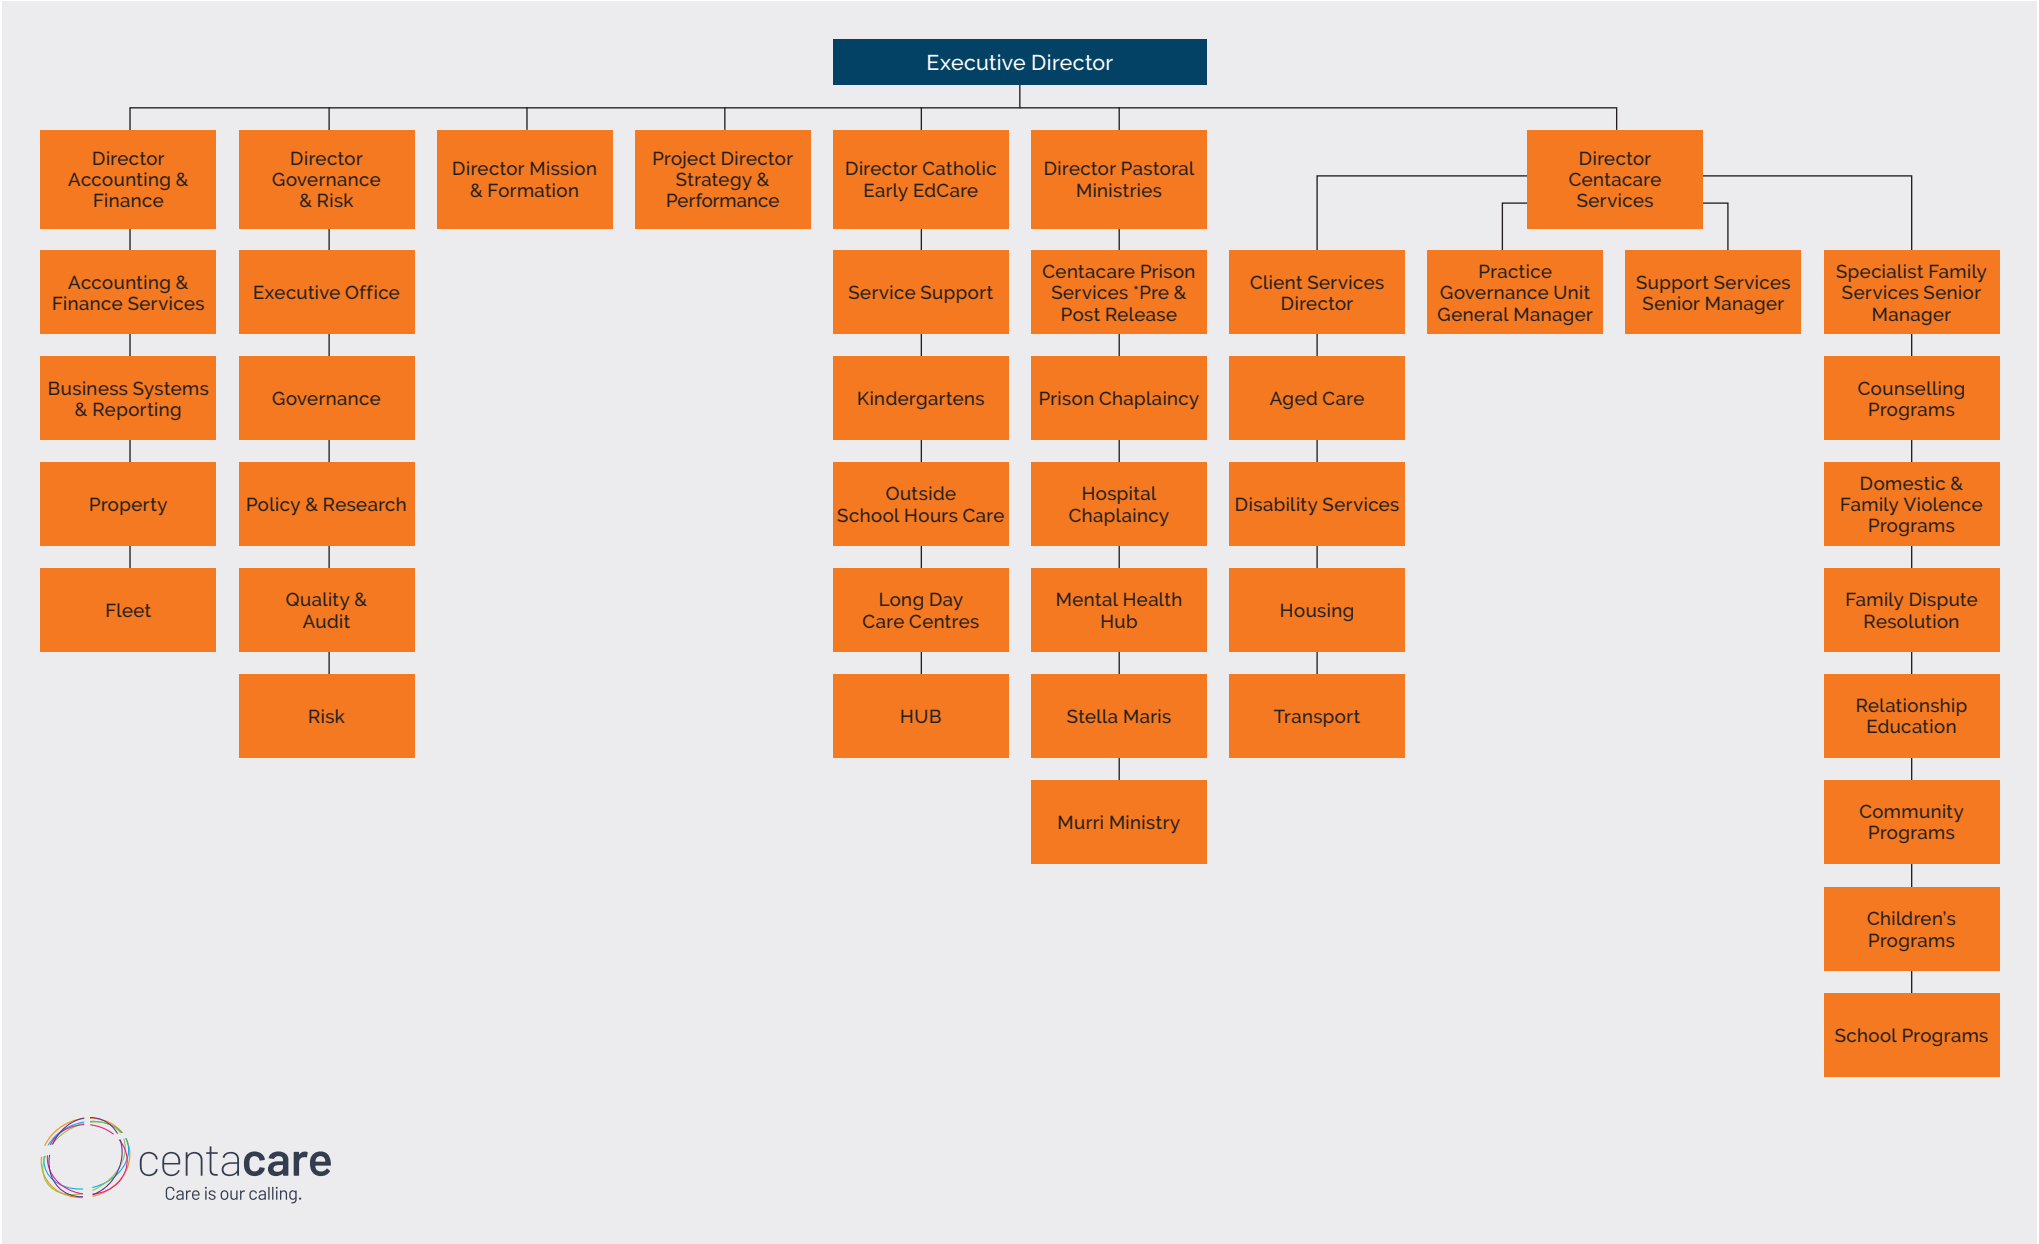 Executive Director
Director
Accounting &
Finance
Director
Governance
& Risk
Director Mission
& Formation
Project Director
Strategy &
Performance
Director Catholic
Early EdCare
Director Pastoral
Ministries
Director
Centacare
Services
Accounting &
Finance Services
Executive Office
Service Support
Centacare Prison
Services *Pre &
Post Release
Client Services
Director
Practice
Governance Unit
General Manager
Support Services
Senior Manager
Specialist Family
Services Senior
Manager
Business Systems
& Reporting
Governance
Kindergartens
Prison Chaplaincy
Aged Care
Counselling
Programs
Property
Policy & Research
Outside
School Hours Care
Hospital
Chaplaincy
Disability Services
Domestic &
Family Violence
Programs
Fleet
Quality &
Audit
Long Day
Care Centres
Mental Health
Hub
Housing
Family Dispute
Resolution
Risk
HUB
Stella Maris
Transport
Relationship
Education
Murri Ministry
Community
Programs
Children's
Programs
School Programs
centacare
Care is our calling.